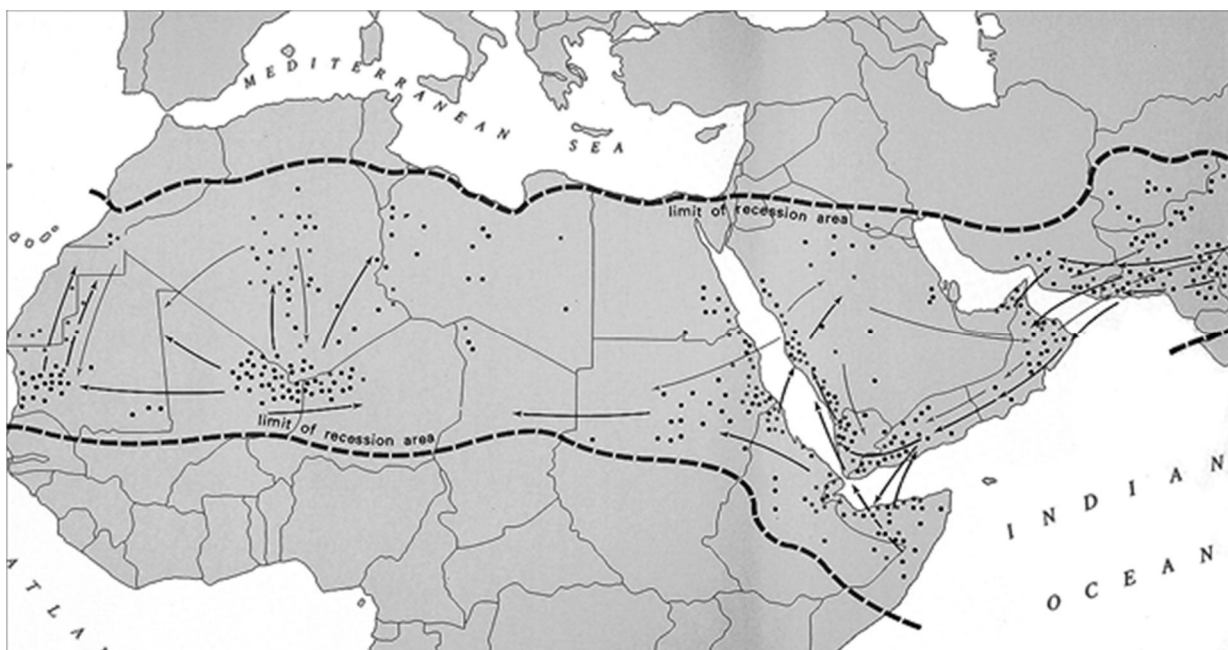 MEDITERRANEAN SEA
limit of recession area
limit of recession area
INDIAN
OCEAN
ATLA